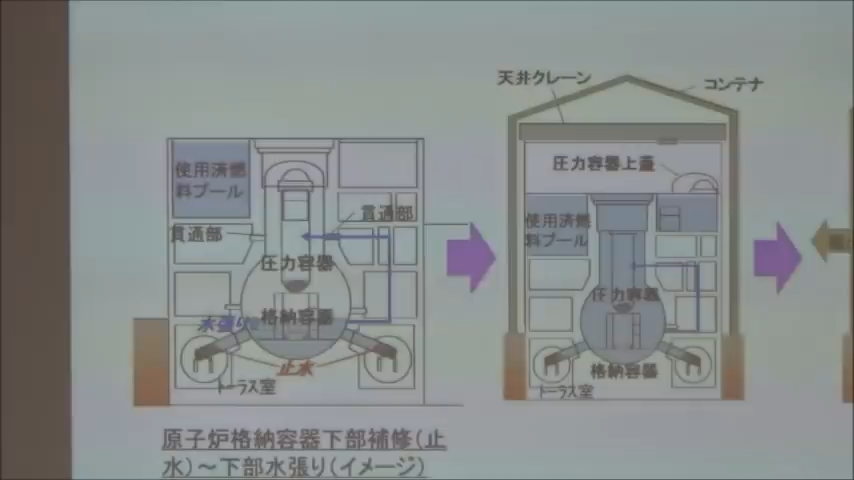 天井クレーン
コンテナ
使用済燃
料プール
貫通部
貫通部
圧力容器
格納容器
水張り
止水
トーラス室
原子炉格納容器下部補修(止
水)～下部水張り(イメージ)
圧力容器上蓋
使用済燃
料プール
圧力容器
格納容器
トーラス室